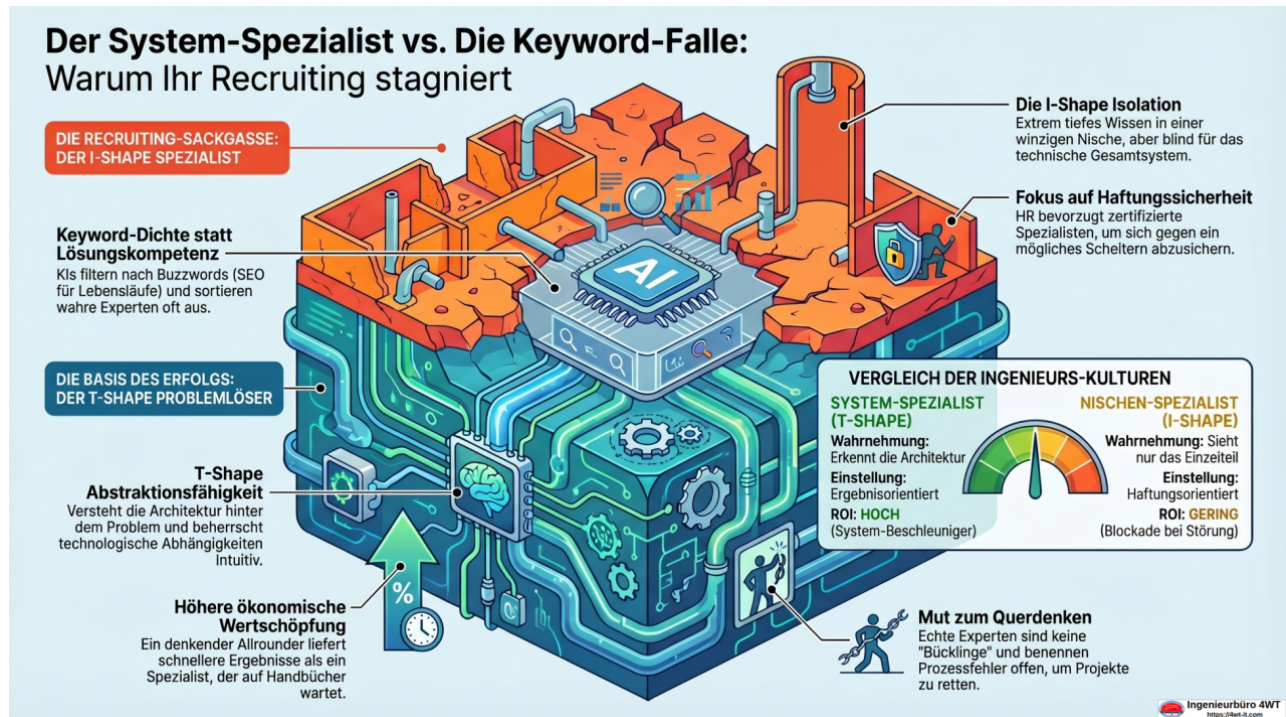 Der System-Spezialist vs. Die Keyword-Falle:
Warum Ihr Recruiting stagniert
DIE RECRUITING-SACKGASSE:
DER I-SHAPE SPEZIALIST
Keyword-Dichte statt
Lösungskompetenz
KIs filtern nach Buzzwords (SEO
für Lebensläufe) und sortieren
wahre Experten oft aus.
DIE BASIS DES ERFOLGS:
DER T-SHAPE PROBLEMLÖSER
T-Shape
Abstraktionsfähigkeit
Versteht die Architektur hinter
dem Problem und beherrscht
technologische Abhängigkeiten
Intuitiv.
Höhere ökonomische
Wertschöpfung
Ein denkender Allrounder liefert
schnellere Ergebnisse als ein
Spezialist, der auf Handbücher
wartet.
%
AI
Die I-Shape Isolation
Extrem tiefes Wissen in einer
winzigen Nische, aber blind für das
technische Gesamtsystem.
Fokus auf Haftungssicherheit
HR bevorzugt zertifizierte
Spezialisten, um sich gegen ein
mögliches Scheltern abzusichern.
VERGLEICH DER INGENIEURS-KULTUREN
SYSTEM-SPEZIALIST
(T-SHAPE)
Wahrnehmung:
Erkennt die Architektur
Einstellung:
Ergebnisorientiert
ROI: HOCH
(System-Beschleuniger)
NISCHEN-SPEZIALIST
(I-SHAPE)
Wahrnehmung: Sieht
nur das Einzeiteil
Einstellung:
Haftungsorientiert
ROI: GERING
(Blockade bei Störung)
Mut zum Querdenken
Echte Experten sind keine
"Bücklinge" und benennen
Prozessfehler offen, um Projekte
zu retten.
Ingenieurbüro 4WT
https://4wt-it.com